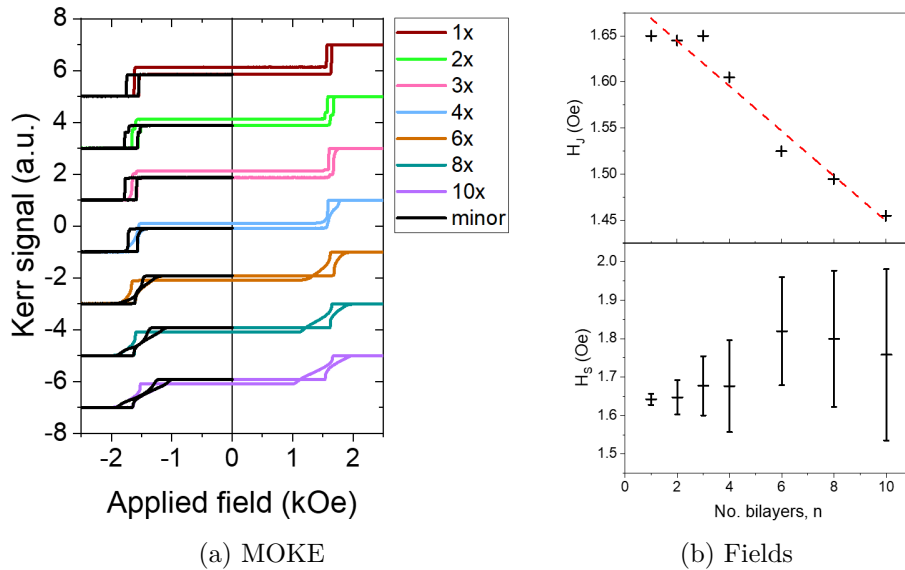 8
6
4
2
0
-2
-4
-6
-8
Kerr signal (a.u.)
-2 -1 0 1 2
Applied field (kOe)
1x
2x
3x
4x
6x
8x
10x
minor
(a) MOKE
1.65
1.60
1.55
1.50
1.45
H_J (Oe)
2.0
1.9
1.8
1.7
1.6
1.5
H_S (Oe)
0 2 4 6 8 10
No. bilayers, n
(b) Fields